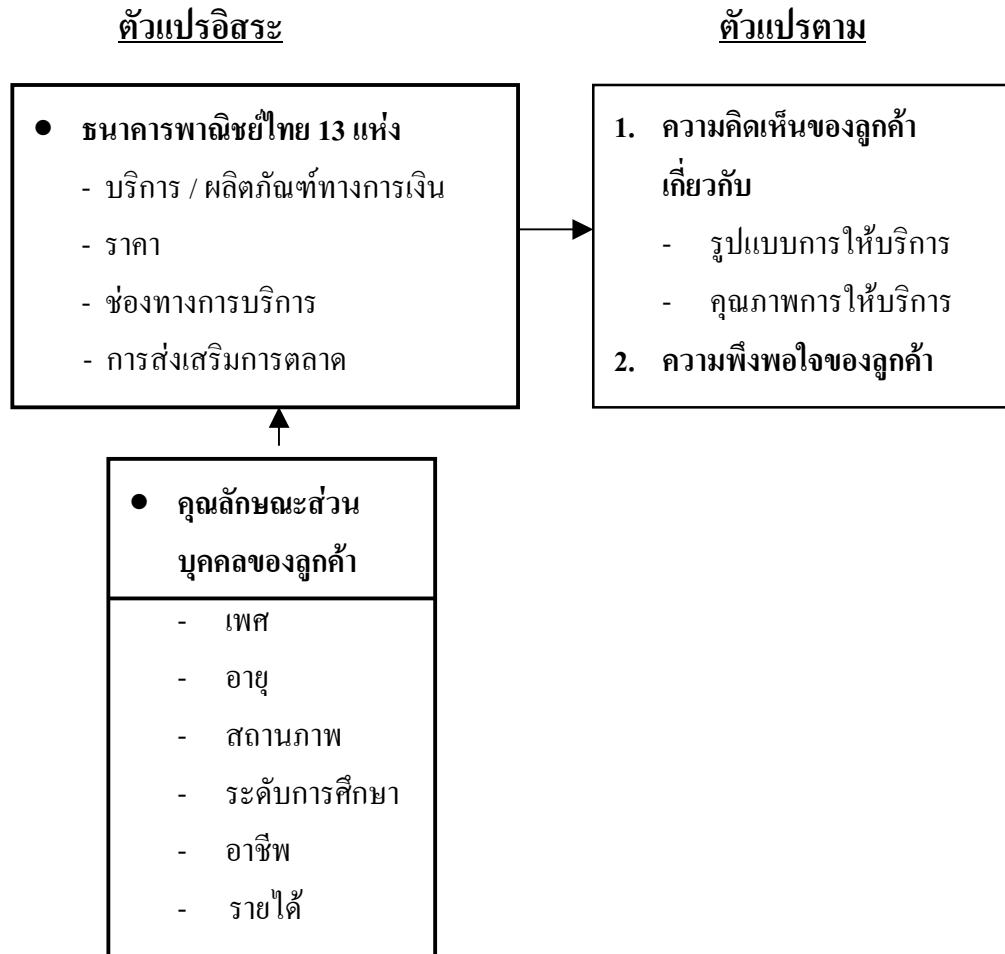 ตัวแปรอิสระ
ตัวแปรตาม
● ธนาคารพาณิชย์ไทย 13 แห่ง
- บริการ / ผลิตภัณฑ์ทางการเงิน
- ราคา
- ช่องทางการบริการ
- การส่งเสริมการตลาด
1. ความคิดเห็นของลูกค้า
เกี่ยวกับ
- รูปแบบการให้บริการ
- คุณภาพการให้บริการ
2. ความพึงพอใจของลูกค้า
● คุณลักษณะส่วน
บุคคลของลูกค้า
- เพศ
- อายุ
- สถานภาพ
- ระดับการศึกษา
- อาชีพ
- รายได้